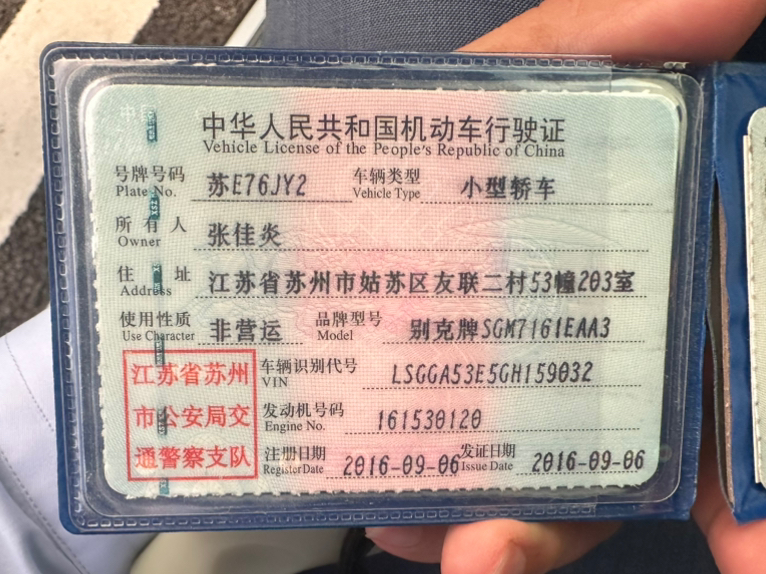 中华人民共和国机动车行驶证
Vehicle License of the People's Republic of China
号牌号码 苏E76JY2 车辆类型 小型轿车
Plate No. Vehicle Type
所有人 张佳炎
Owner
住址 江苏省苏州市姑苏区友联二村53幢203室
Address
使用性质 非营运 品牌型号 别克牌SGM7161EAA3
Use Character Model
江苏省苏州
市公安局交
通警察支队
车辆识别代号 LSGGA53E5GH159032
VIN
发动机号码 161530120
Engine No.
注册日期 2016-09-06 发证日期 2016-09-06
Register Date Issue Date